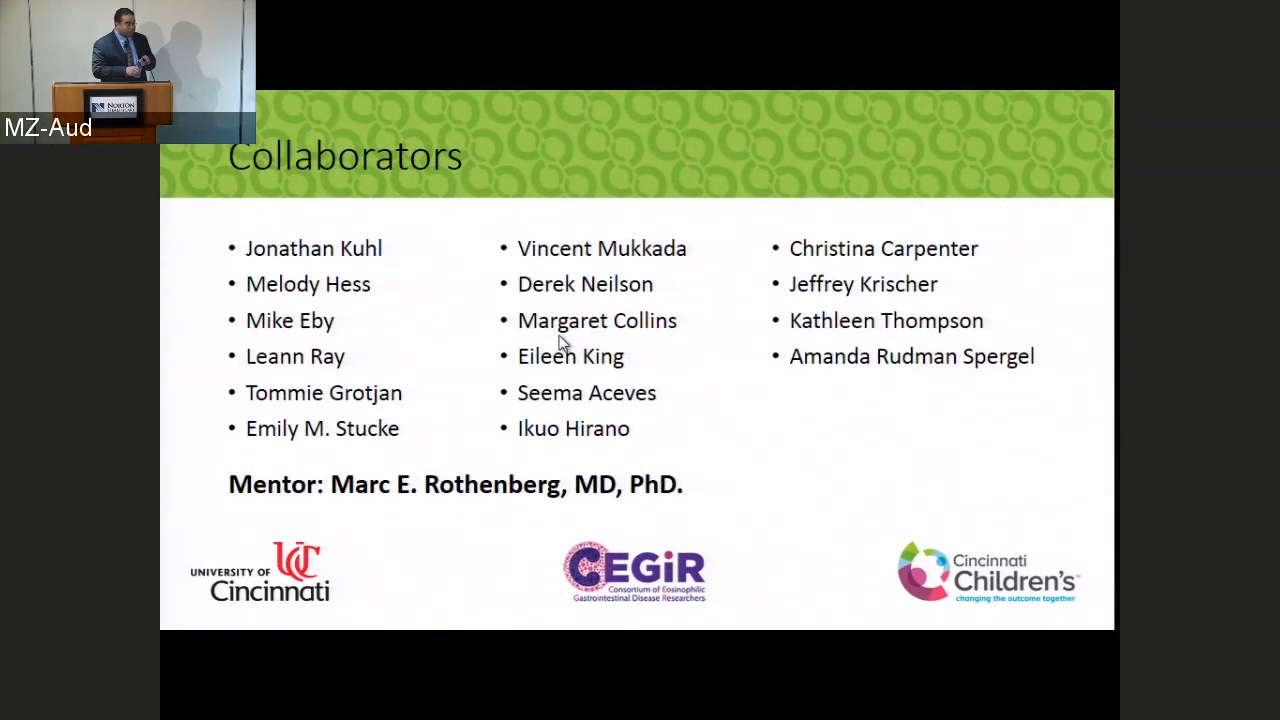 NORTON
MZ-Aud
Collaborators
• Jonathan Kuhl
• Melody Hess
• Mike Eby
• Leann Ray
• Tommie Grotjan
• Emily M. Stucke
• Vincent Mukkada
• Derek Neilson
• Margaret Collins
• Eileen King
• Seema Aceves
• Ikuo Hirano
• Christina Carpenter
• Jeffrey Krischer
• Kathleen Thompson
• Amanda Rudman Spergel
Mentor: Marc E. Rothenberg, MD, PhD.
UC
UNIVERSITY OF
Cincinnati
CEGiR
Consortium of Eosinophilic
Gastrointestinal Disease Researchers
Cincinnati
Children's™
changing the outcome together